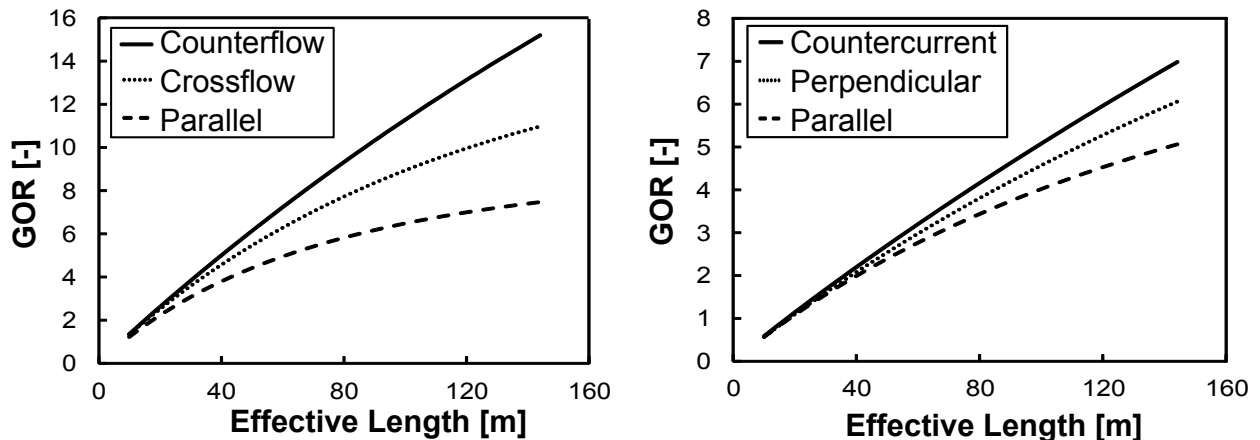 16
14
12
10
8
6
4
2
0
GOR [-]
Counterflow
Crossflow
Parallel
0 40 80 120 160
Effective Length [m]
8
7
6
5
4
3
2
1
0
GOR [-]
Countercurrent
Perpendicular
Parallel
0 40 80 120 160
Effective Length [m]